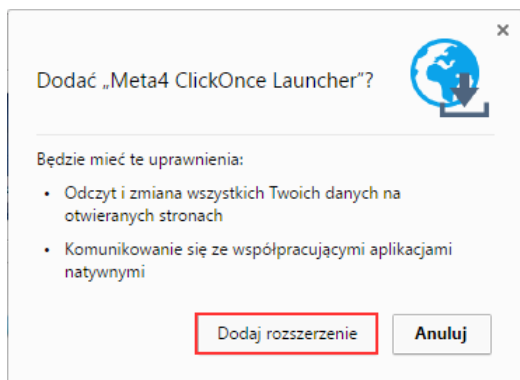 Dodać „Meta4 ClickOnce Launcher”?
Będzie mieć te uprawnienia:
• Odczyt i zmiana wszystkich Twoich danych na
otwieranych stronach
• Komunikowanie się ze współpracującymi aplikacjami
natywnymi
Dodaj rozszerzenie
Anuluj